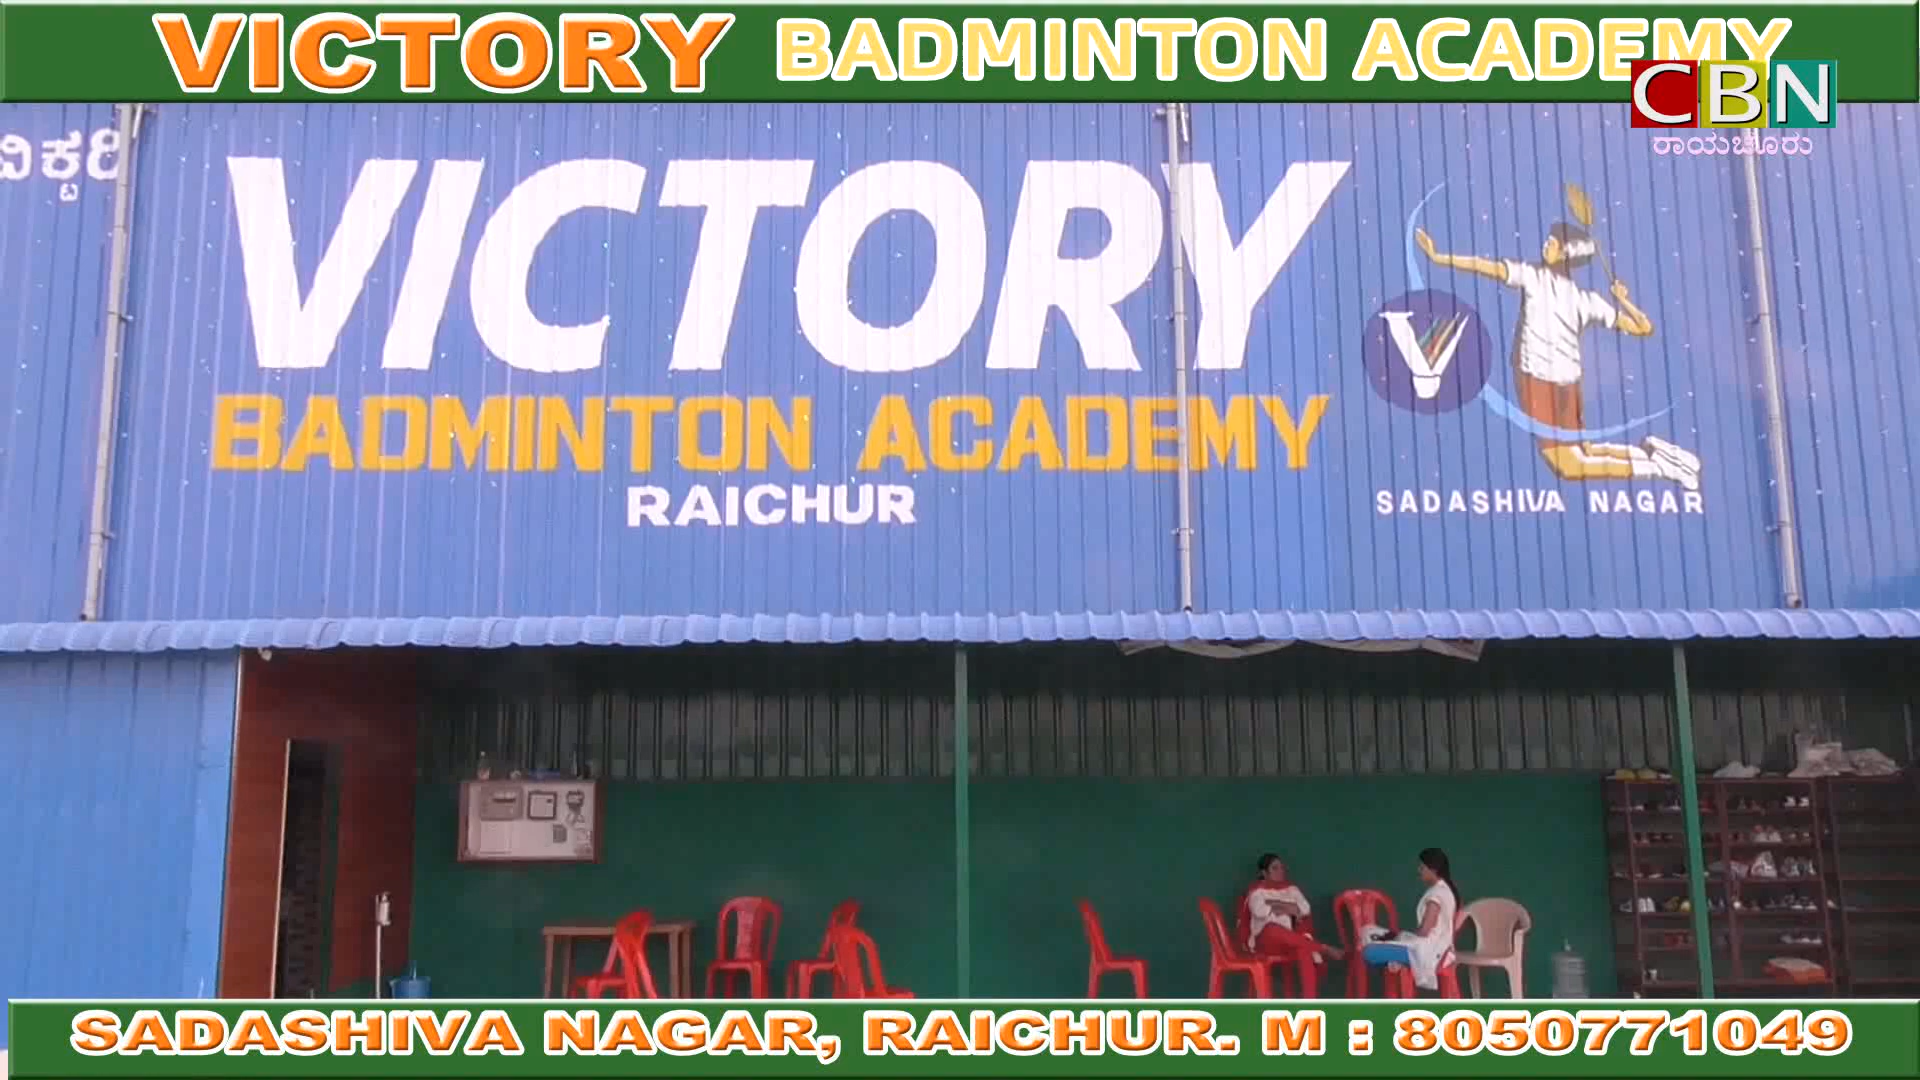 VICTORY BADMINTON ACADEMY
CBN
ರಾಯಚೂರು
ವಿಕ್ಟರಿ
VICTORY
BADMINTON ACADEMY
RAICHUR
V
SADASHIVA NAGAR
SADASHIVA NAGAR, RAICHUR. M : 8050771049